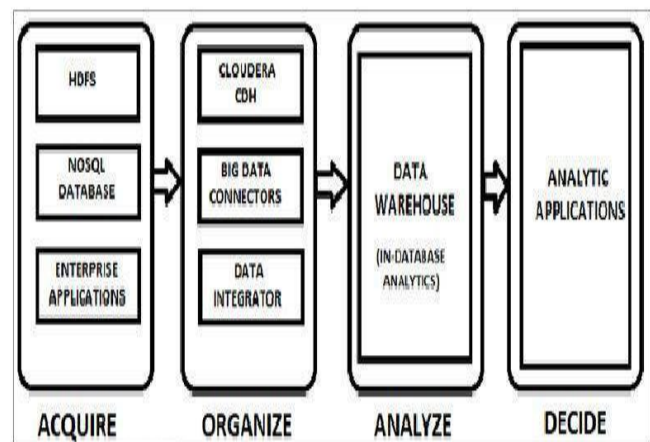 HDFS
NOSQL
DATABASE
ENTERPRISE
APPLICATIONS
CLOUDERA
CDH
BIG DATA
CONNECTORS
DATA
INTEGRATOR
DATA
WAREHOUSE
(IN-DATABASE
ANALYTICS)
ANALYTIC
APPLICATIONS
ACQUIRE
ORGANIZE
ANALYZE
DECIDE